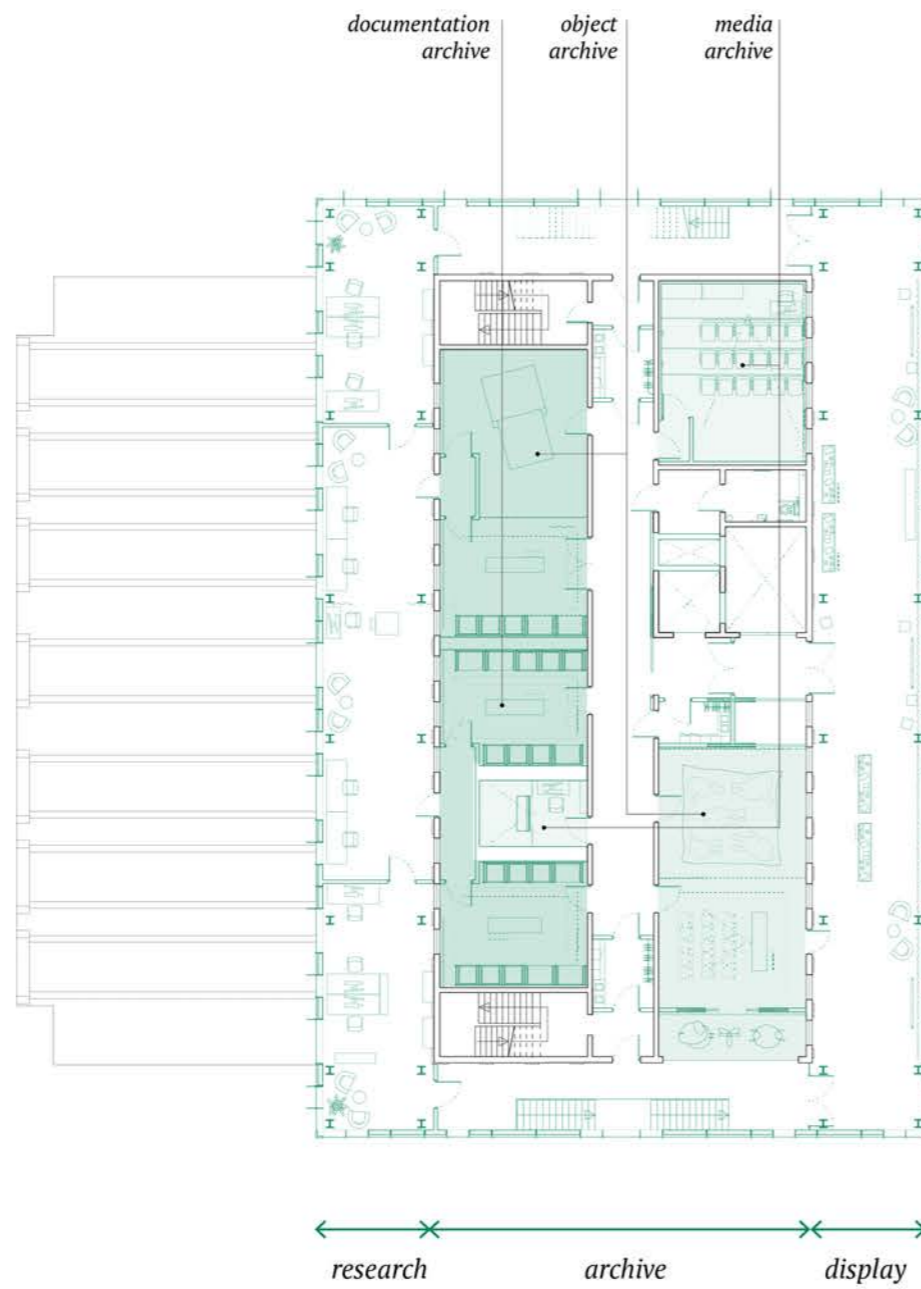 documentation
archive
object
archive
media
archive
research
archive
display